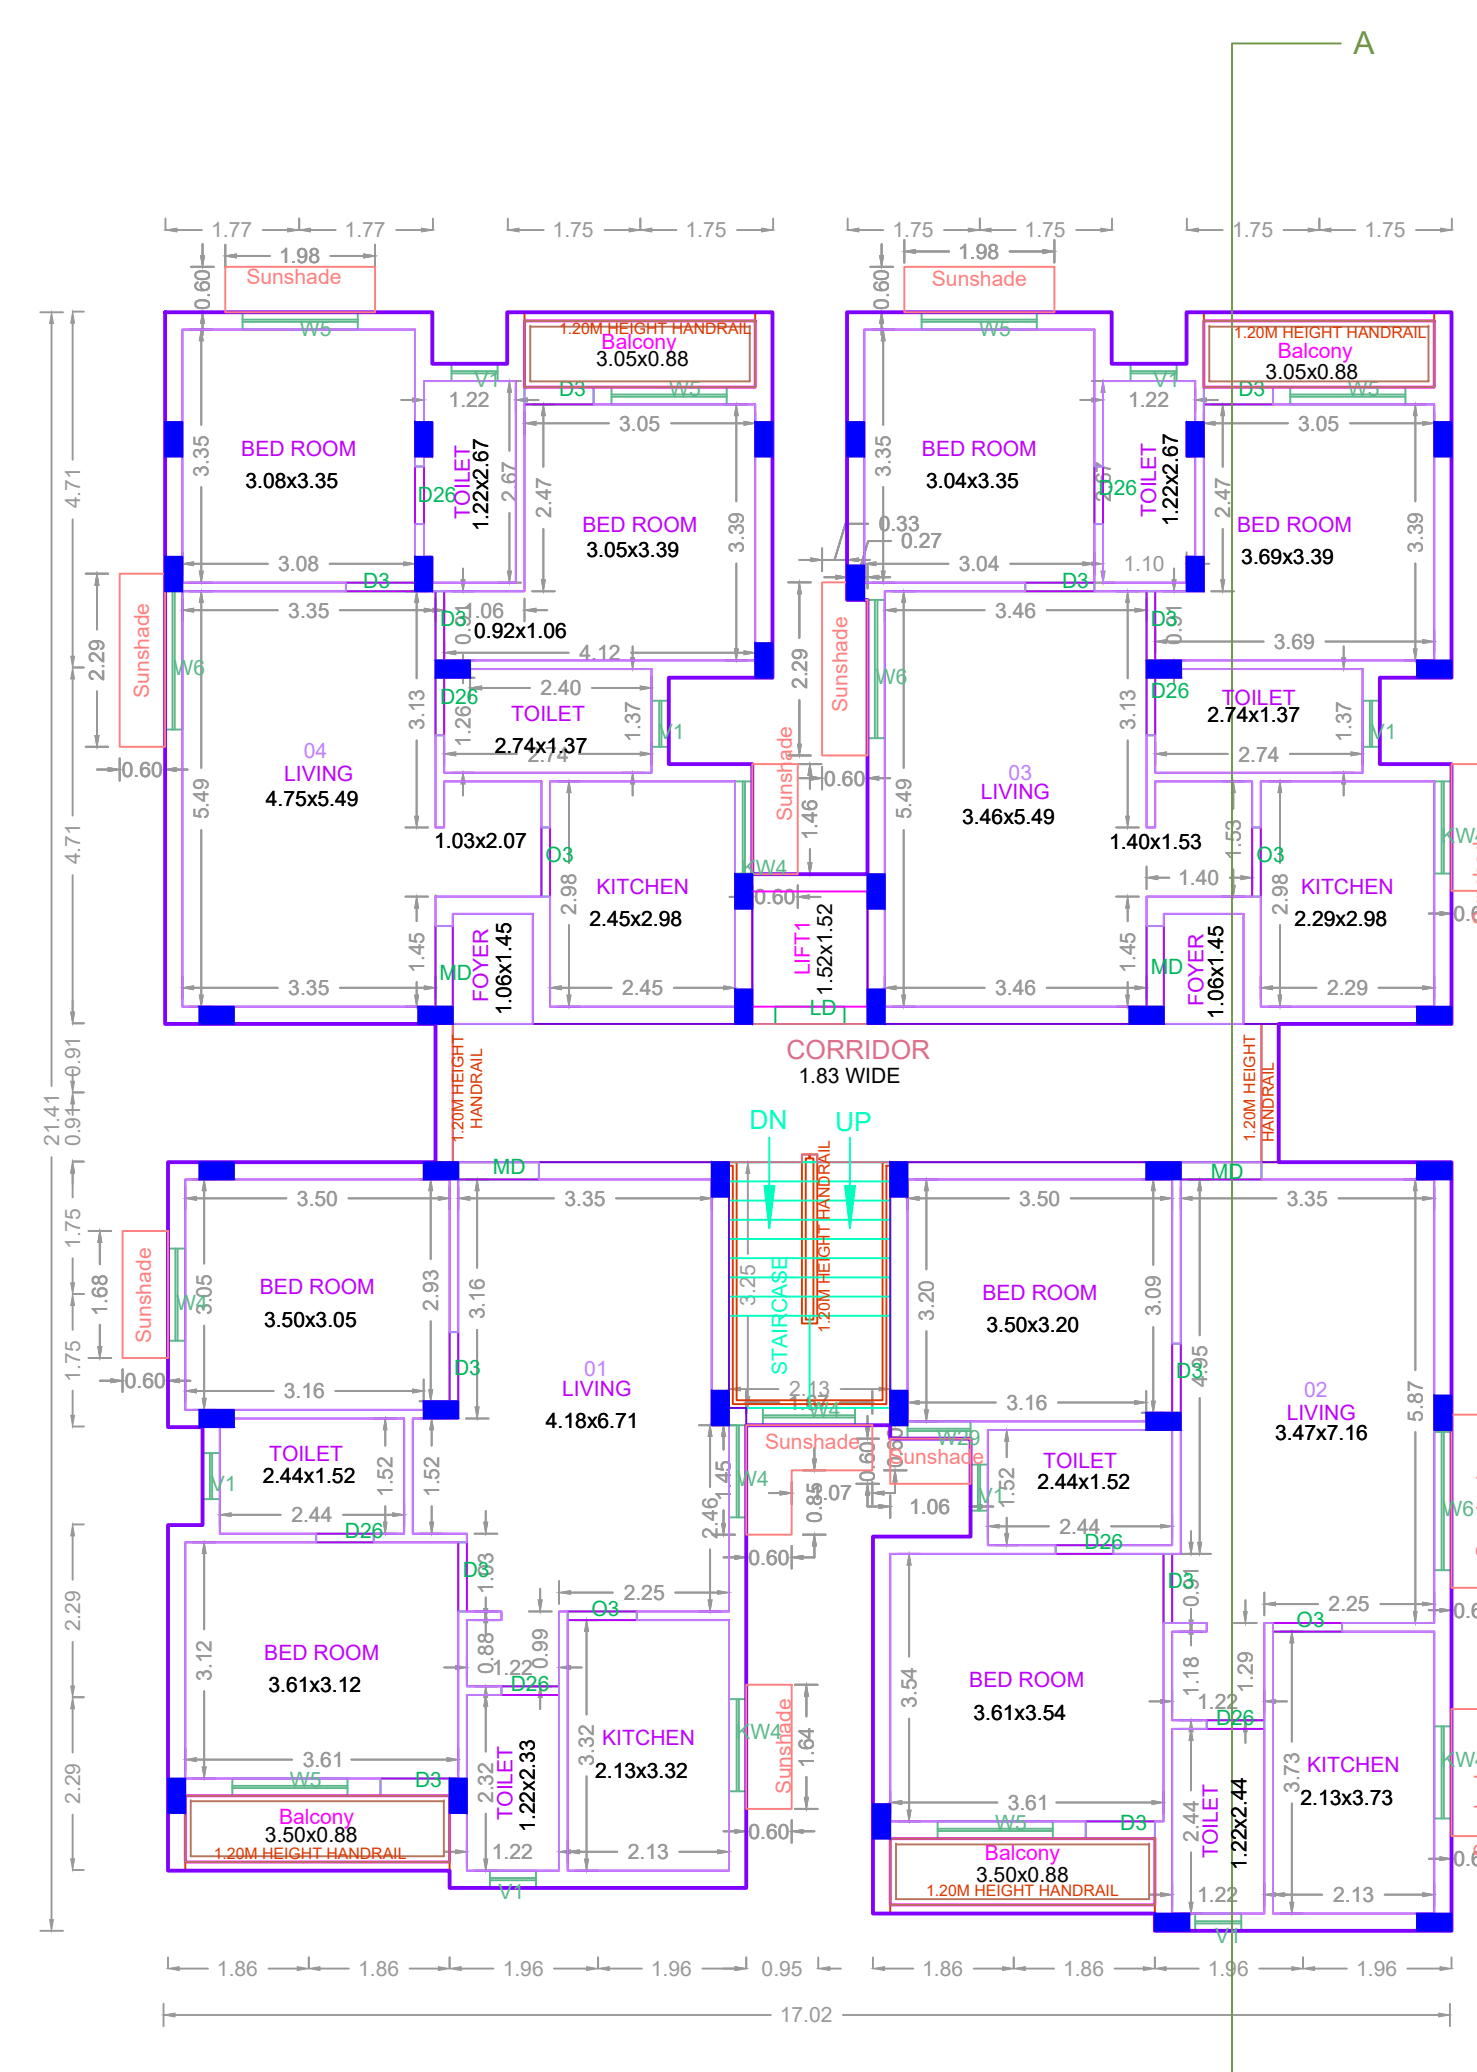 A
1.77
1.77
1.75
1.75
1.75
1.75
1.75
1.75
1.98
1.98
0.60
Sunshade
0.60
Sunshade
W5
1.20M HEIGHT HANDRAIL
Balcony
3.05x0.88
W5
1.20M HEIGHT HANDRAIL
Balcony
3.05x0.88
V1
D3
W5
V1
D3
W5
1.22
3.05
1.22
3.05
3.35
BED ROOM
3.08x3.35
D26
TOILET
1.22x2.67
2.67
2.47
BED ROOM
3.05x3.39
3.39
3.35
BED ROOM
3.04x3.35
D26
TOILET
1.22x2.67
2.47
BED ROOM
3.69x3.39
3.39
4.71
0.33
0.27
3.08
D3
3.04
D3
1.10
3.35
D3
1.06
0.92x1.06
4.12
3.46
D3
3.69
2.29
Sunshade
W6
2.29
Sunshade
W6
D26
2.40
TOILET
2.74x1.37
2.74
1.26
1.37
V1
D26
TOILET
2.74x1.37
2.74
1.37
V1
3.13
3.13
0.60
04
LIVING
4.75x5.49
5.49
Sunshade
1.46
0.60
03
LIVING
3.46x5.49
5.49
4.71
1.03x2.07
O3
KW4
1.40x1.53
1.53
O3
1.40
KW4
2.98
KITCHEN
2.45x2.98
0.60
2.98
KITCHEN
2.29x2.98
1.45
MD
FOYER
1.06x1.45
LIFT1
1.52x1.52
LD
1.45
MD
FOYER
1.06x1.45
3.35
2.45
3.46
2.29
21.41
0.91
0.91
1.20M HEIGHT
HANDRAIL
CORRIDOR
1.83 WIDE
1.20M HEIGHT
HANDRAIL
DN
UP
MD
MD
3.50
3.35
3.50
3.35
1.75
1.75
1.68
Sunshade
W4
0.60
3.05
BED ROOM
3.50x3.05
2.93
3.16
3.16
D3
01
LIVING
4.18x6.71
3.25
STAIRCASE
1.20M HEIGHT HANDRAIL
2.13
W4
3.20
BED ROOM
3.50x3.20
3.09
3.16
D3
4.95
02
LIVING
3.47x7.16
5.87
V1
TOILET
2.44x1.52
2.44
1.52
1.52
D26
2.46
1.45
W4
Sunshade
0.60
0.85
0.60
W29
Sunshade
1.06
V1
1.52
TOILET
2.44x1.52
2.44
D26
W6
2.29
2.29
3.12
BED ROOM
3.61x3.12
3.61
D3
2.25
O3
0.88
1.22
0.99
D26
3.54
BED ROOM
3.61x3.54
3.61
D3
2.25
O3
1.18
1.22
1.29
D26
W5
D3
Balcony
3.50x0.88
1.20M HEIGHT HANDRAIL
2.32
TOILET
1.22x2.33
1.22
V1
3.32
KITCHEN
2.13x3.32
2.13
KW4
Sunshade
1.64
0.60
W5
D3
Balcony
3.50x0.88
1.20M HEIGHT HANDRAIL
2.44
TOILET
1.22x2.44
1.22
V1
3.73
KITCHEN
2.13x3.73
2.13
KW4
1.86
1.86
1.96
1.96
0.95
1.86
1.86
1.96
1.96
17.02